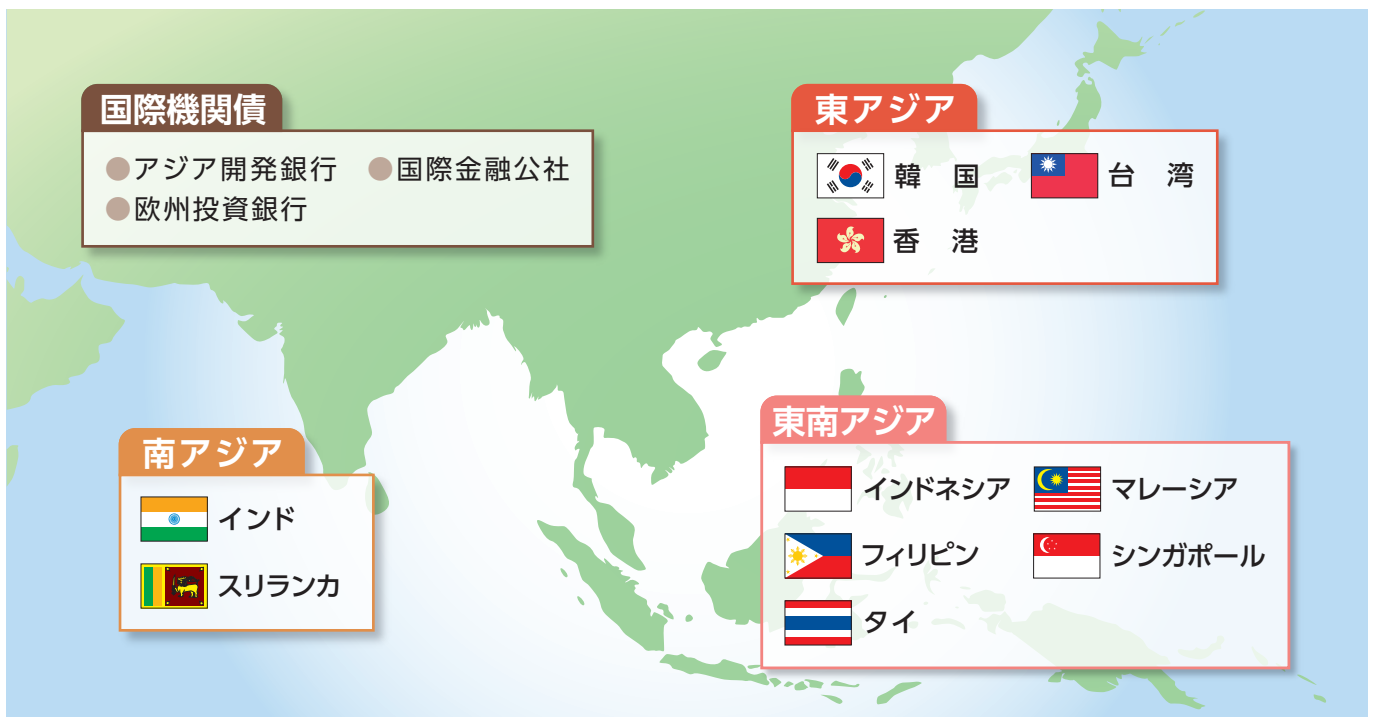 国際機関債
●アジア開発銀行 ●国際金融公社
●欧州投資銀行
東アジア
韓 国 台 湾
香 港
南アジア
インド
スリランカ
東南アジア
インドネシア マレーシア
フィリピン シンガポール
タイ